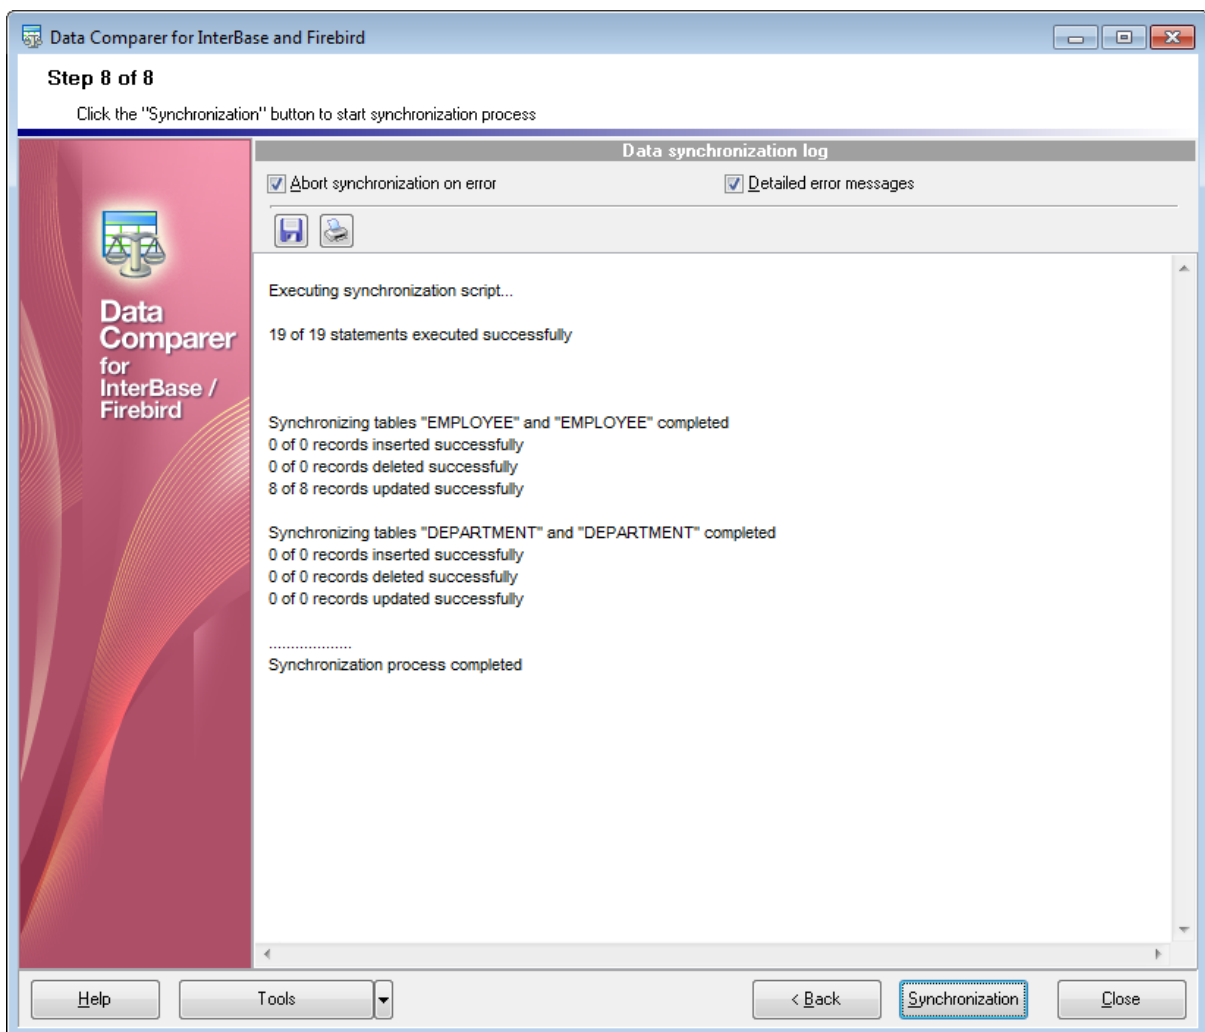 Data Comparer for InterBase and Firebird
Step 8 of 8
Click the "Synchronization" button to start synchronization process
Data synchronization log
Abort synchronization on error
Detailed error messages
Data
Comparer
for
InterBase /
Firebird
Executing synchronization script...
19 of 19 statements executed successfully
Synchronizing tables "EMPLOYEE" and "EMPLOYEE" completed
0 of 0 records inserted successfully
0 of 0 records deleted successfully
8 of 8 records updated successfully
Synchronizing tables "DEPARTMENT" and "DEPARTMENT" completed
0 of 0 records inserted successfully
0 of 0 records deleted successfully
0 of 0 records updated successfully
...................
Synchronization process completed
Help
Tools
< Back
Synchronization
Close